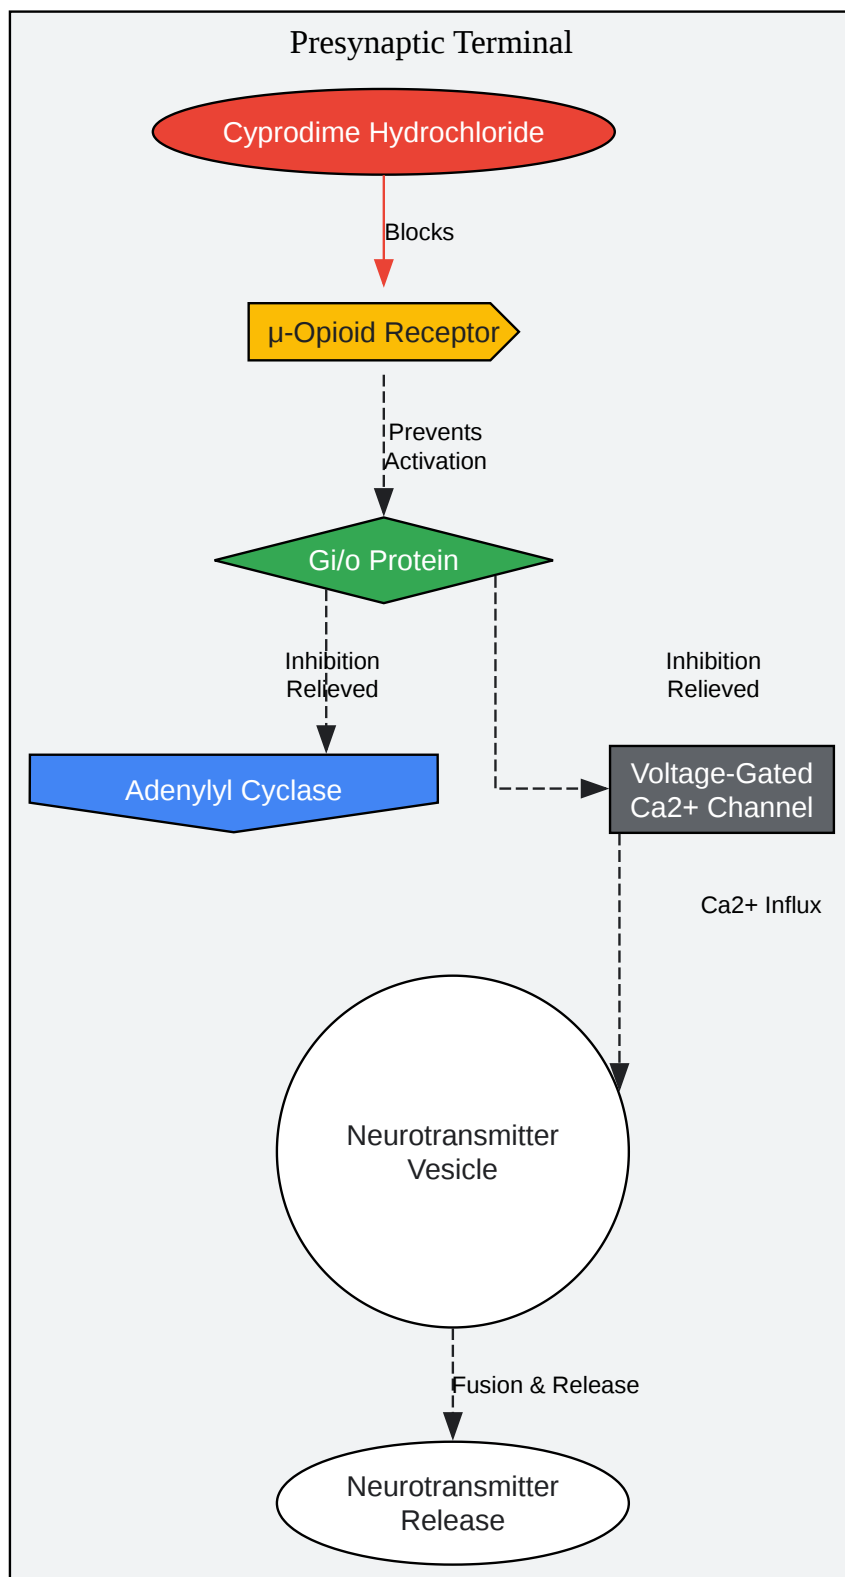 Presynaptic Terminal
Cyprodime Hydrochloride
Blocks
μ-Opioid Receptor
Prevents
Activation
Gi/o Protein
Inhibition
Relieved
Inhibition
Relieved
Adenylyl Cyclase
Voltage-Gated
Ca2+ Channel
Ca2+ Influx
Neurotransmitter
Vesicle
Fusion & Release
Neurotransmitter
Release